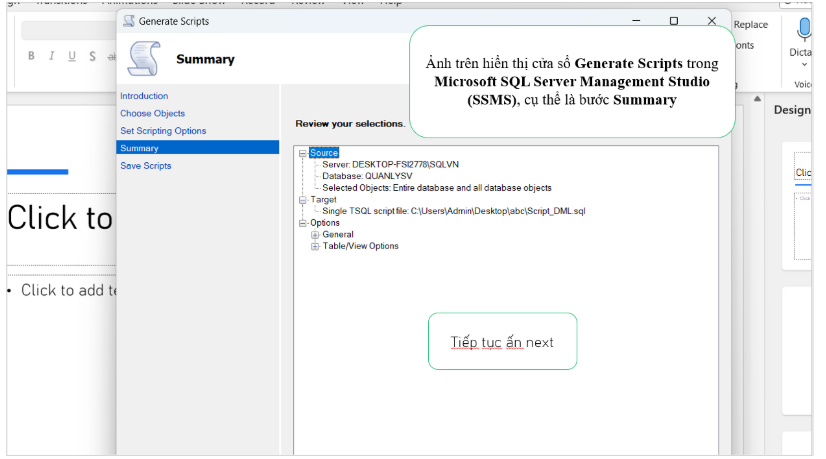 Generate Scripts
Replace
B I U S ab
Summary
Ảnh trên hiển thị cửa sổ Generate Scripts trong
Microsoft SQL Server Management Studio
(SSMS), cụ thể là bước Summary
Dicta
Voic
Introduction
Choose Objects
Set Scripting Options
Summary
Save Scripts
Review your selections.
Design
Source
Server: DESKTOP-FSI2778\SQLVN
Database: QUANLYSV
Selected Objects: Entire database and all database objects
Target
Single TSQL script file: C:\Users\Admin\Desktop\abc\Script_DML.sql
Options
General
Table/View Options
Click to
Clic
• Click to add te
Tiếp tục ấn next